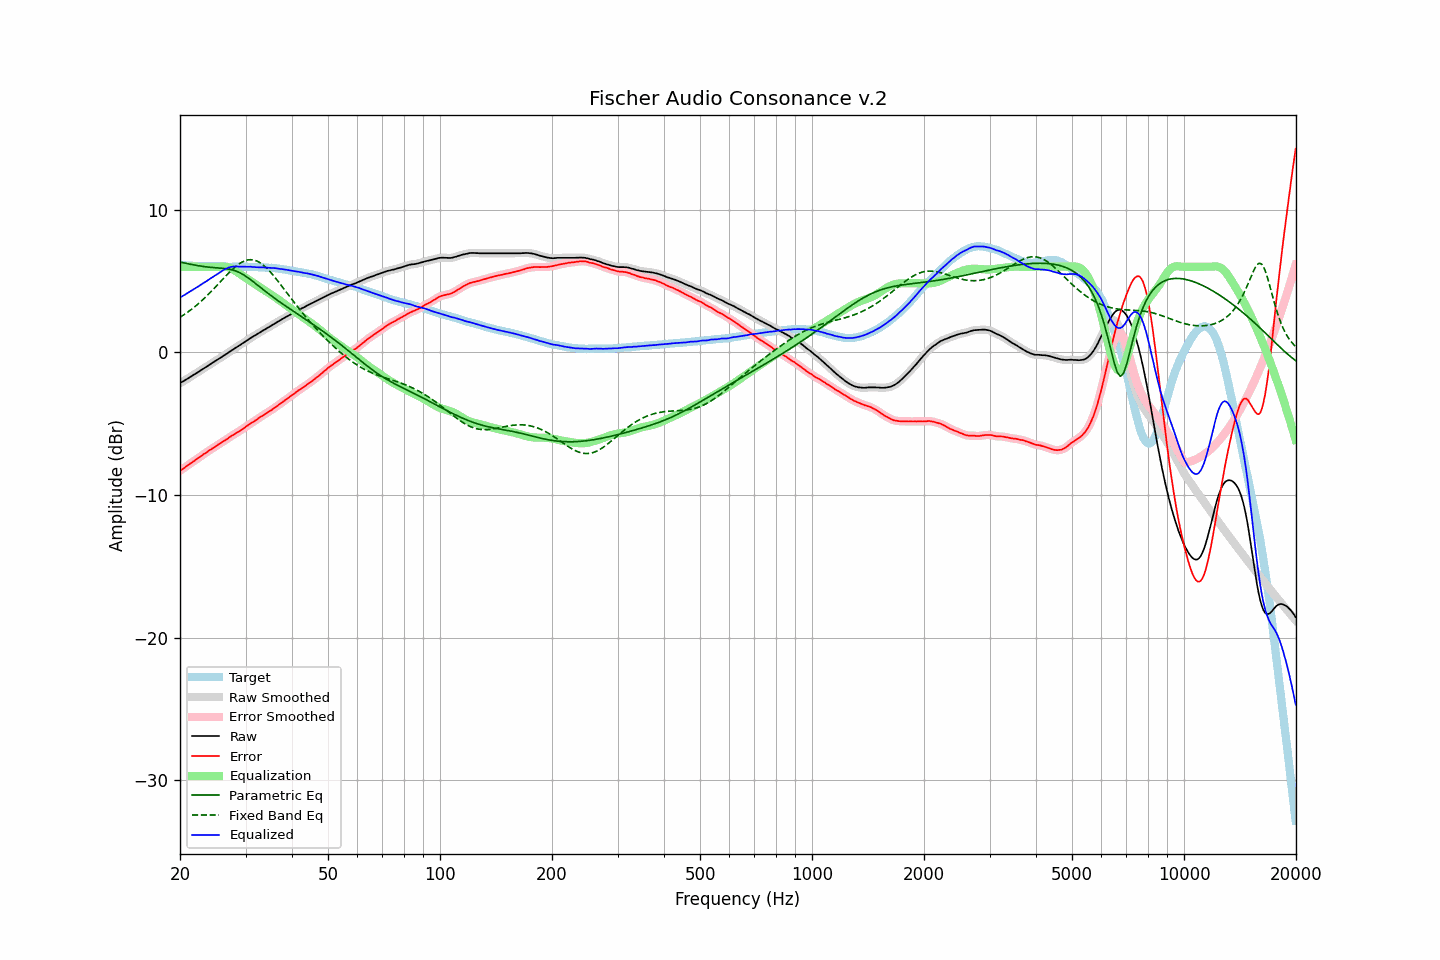 Fischer Audio Consonance v.2
Amplitude (dBr)
10
0
−10
−20
−30
Target
Raw Smoothed
Error Smoothed
Raw
Error
Equalization
Parametric Eq
Fixed Band Eq
Equalized
20 50 100 200 500 1000 2000 5000 10000 20000
Frequency (Hz)